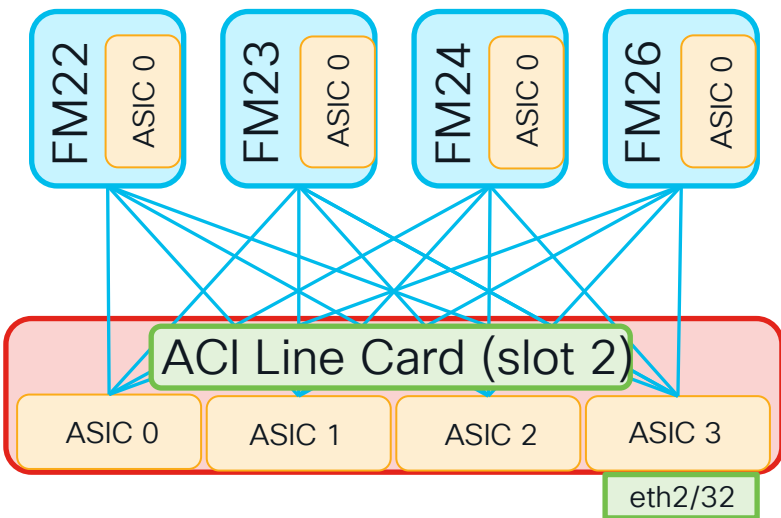 FM22
ASIC 0
FM23
ASIC 0
FM24
ASIC 0
FM26
ASIC 0
ACI Line Card (slot 2)
ASIC 0
ASIC 1
ASIC 2
ASIC 3
eth2/32